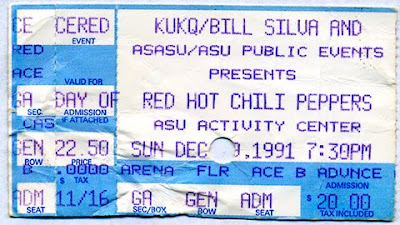 CE CERED
EVENT
RED
ACE VALID FOR
GA DAY OF
SEC ADMISSION
IF ATTACHED
CAS
GEN 22.50
ROW PRICE
B .0000
$ TAX
ADM 11/16
SEAT
KUKQ/BILL SILVA AND
ASASU/ASU PUBLIC EVENTS
PRESENTS
RED HOT CHILI PEPPERS
ASU ACTIVITY CENTER
SUN DEC ,1991 7:30PM
ARENA FLR ACE B ADVNCE
ADMISSION
GA GEN ADM $ 20.00
SEC/BOX ROW SEAT TAX INCLUDED